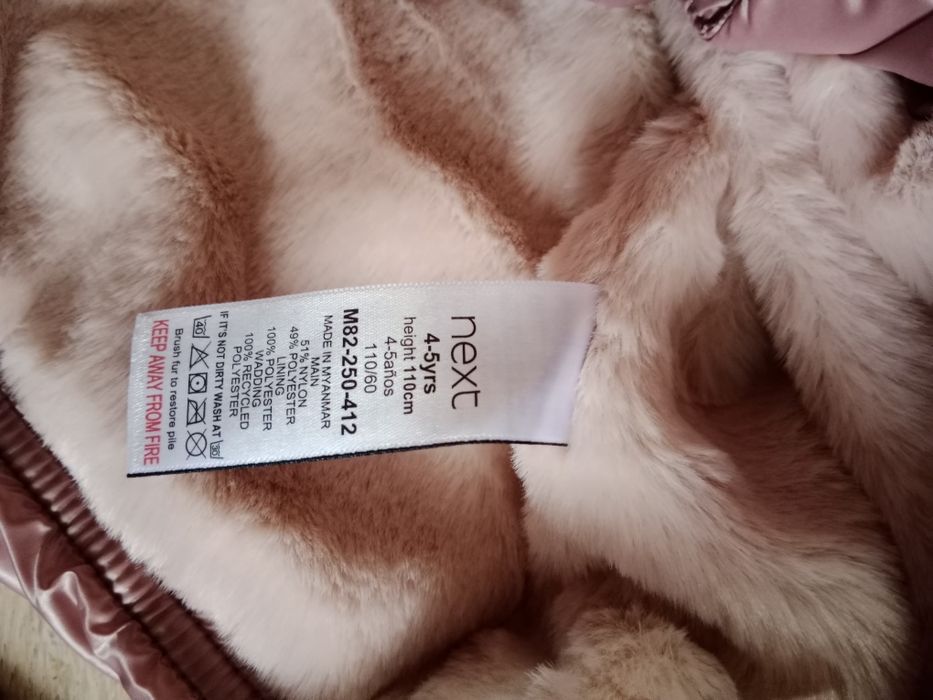 next
4-5yrs
height 110cm
4-5años
110/60
M82-250-412
MADE IN MYANMAR
MAIN
51% NYLON
49% POLYESTER
LINING
100% POLYESTER
WADDING
100% RECYCLED
POLYESTER
IF IT'S NOT DIRTY WASH AT 30
40
Brush fur to restore pile
KEEP AWAY FROM FIRE